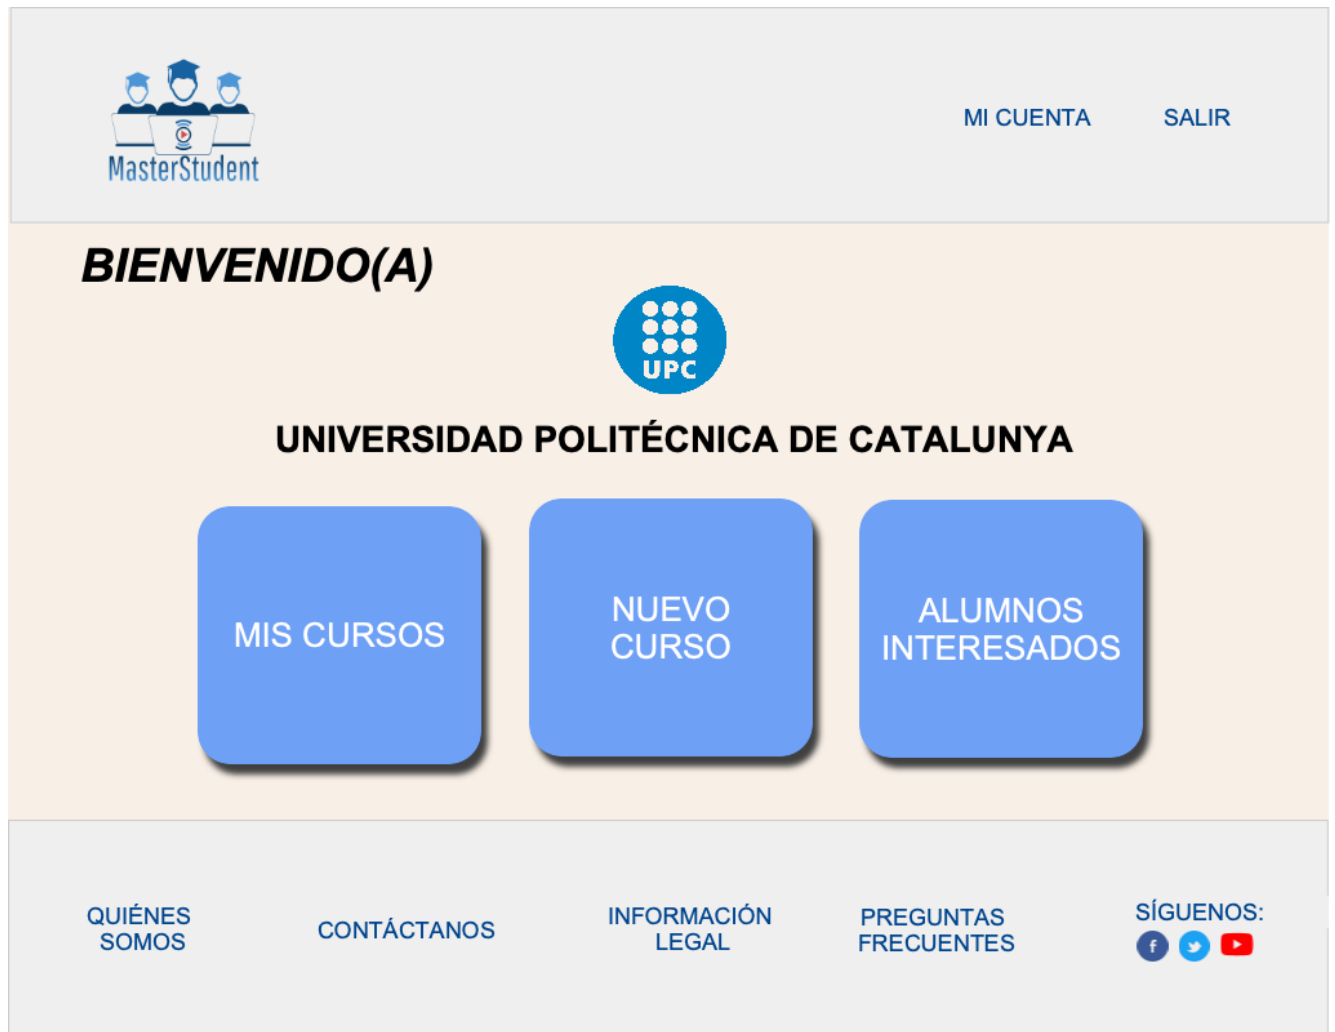 MasterStudent
MI CUENTA
SALIR
BIENVENIDO(A)
UPC
UNIVERSIDAD POLITÉCNICA DE CATALUNYA
MIS CURSOS
NUEVO
CURSO
ALUMNOS
INTERESADOS
QUIÉNES
SOMOS
CONTÁCTANOS
INFORMACIÓN
LEGAL
PREGUNTAS
FRECUENTES
SÍGUENOS: